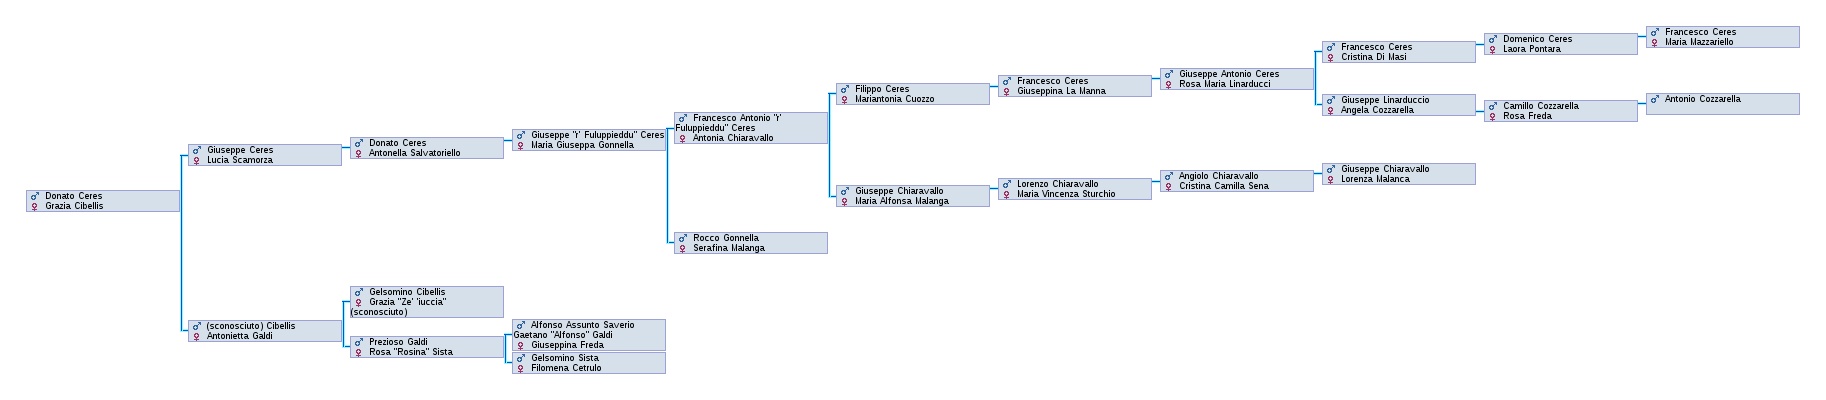 Donato Ceres
Grazia Cibellis
Giuseppe Ceres
Lucia Scamorza
(sconosciuto) Cibellis
Antonietta Galdi
Donato Ceres
Antonella Salvatoriello
Gelsomino Cibellis
Grazia "Ze' 'iuccia"
(sconosciuto)
Prezioso Galdi
Rosa "Rosina" Sista
Giuseppe "r' Fuluppieddu" Ceres
Maria Giuseppa Gonnella
Alfonso Assunto Saverio
Gaetano "Alfonso" Galdi
Giuseppina Freda
Gelsomino Sista
Filomena Cetrulo
Francesco Antonio "r'
Fuluppieddu" Ceres
Antonia Chiaravallo
Rocco Gonnella
Serafina Malanga
Filippo Ceres
Mariantonia Cuozzo
Giuseppe Chiaravallo
Maria Alfonsa Malanga
Francesco Ceres
Giuseppina La Manna
Lorenzo Chiaravallo
Maria Vincenza Sturchio
Giuseppe Antonio Ceres
Rosa Maria Linarducci
Angiolo Chiaravallo
Cristina Camilla Sena
Francesco Ceres
Cristina Di Masi
Giuseppe Linarduccio
Angela Cozzarella
Giuseppe Chiaravallo
Lorenza Malanca
Domenico Ceres
Laora Pontara
Camillo Cozzarella
Rosa Freda
Francesco Ceres
Maria Mazzariello
Antonio Cozzarella